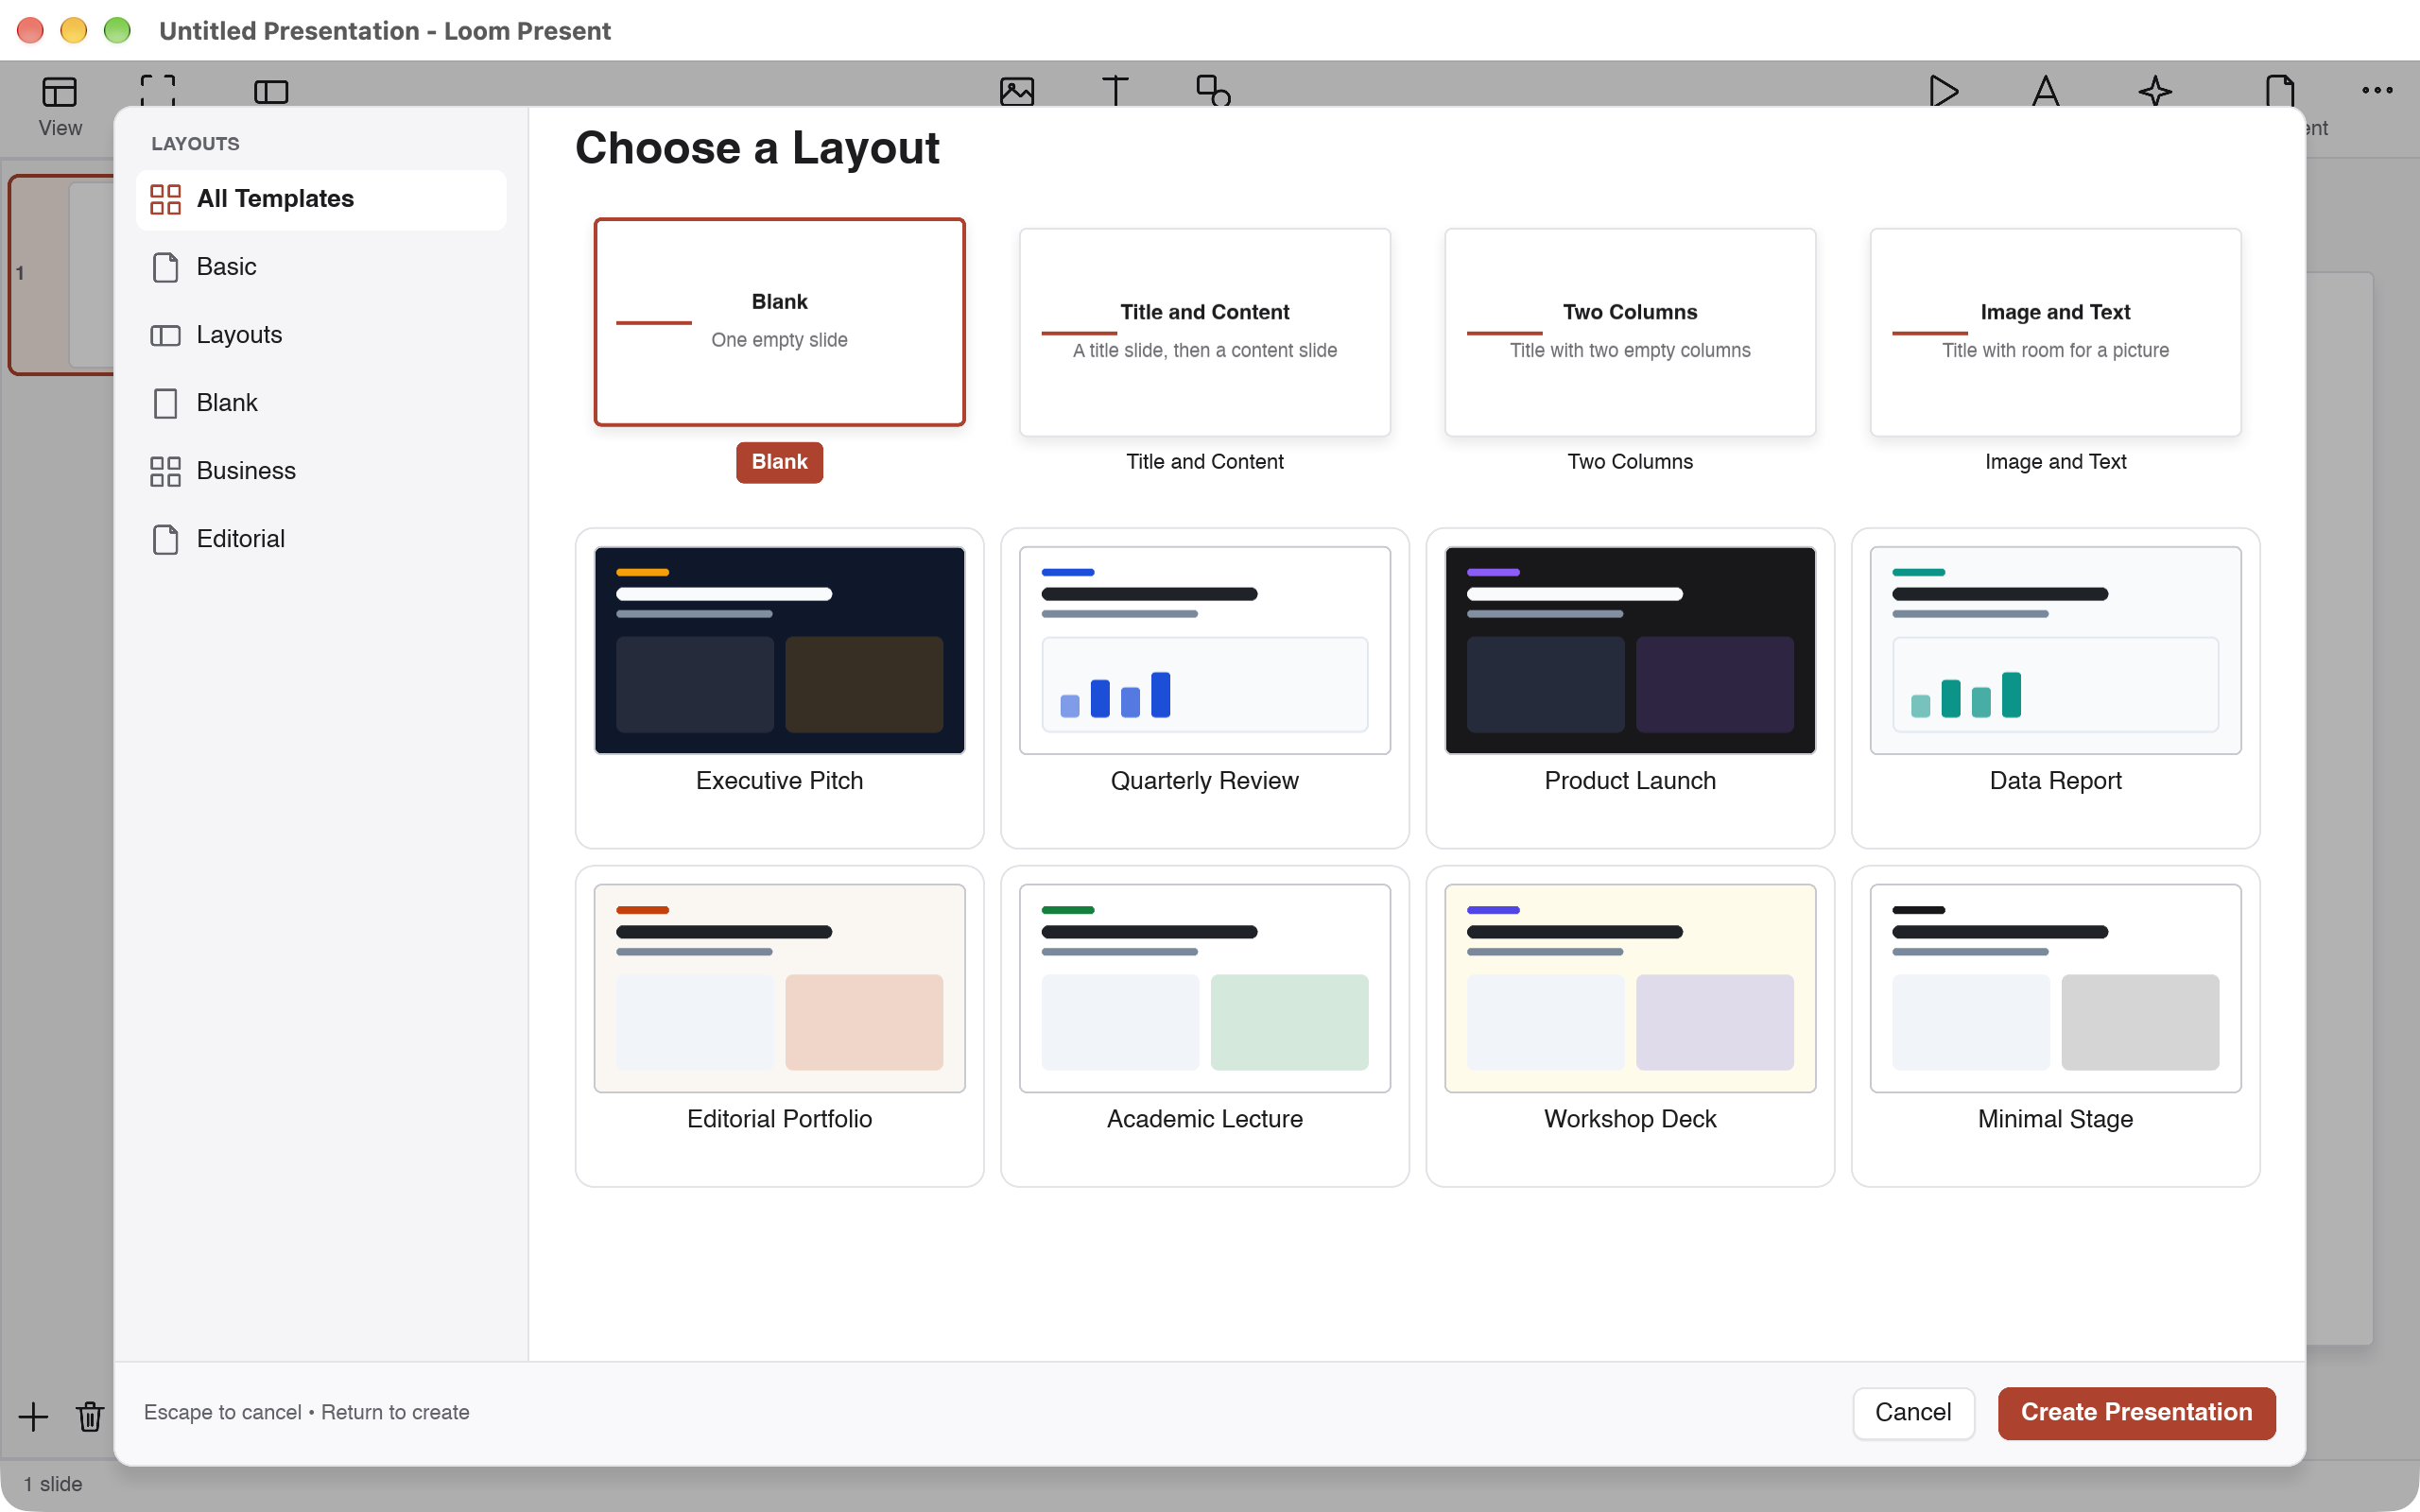 Untitled Presentation - Loom Present
View
LAYOUTS
All Templates
Basic
Layouts
Blank
Business
Editorial
1
Choose a Layout
Blank
One empty slide
Blank
Title and Content
A title slide, then a content slide
Title and Content
Two Columns
Title with two empty columns
Two Columns
Image and Text
Title with room for a picture
Image and Text
Executive Pitch
Quarterly Review
Product Launch
Data Report
Editorial Portfolio
Academic Lecture
Workshop Deck
Minimal Stage
Escape to cancel • Return to create
Cancel
Create Presentation
1 slide